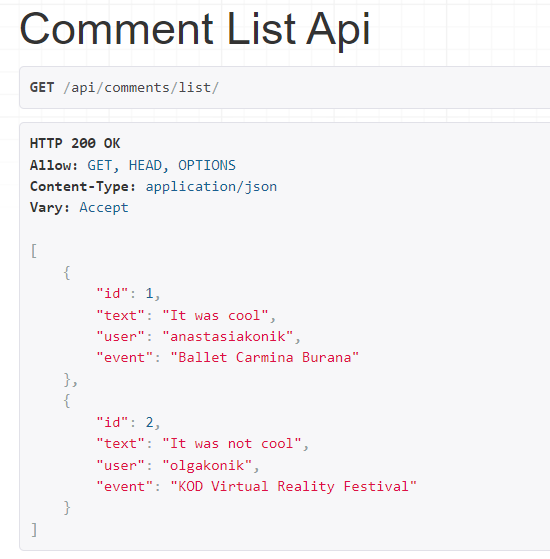 Comment List Api
GET /api/comments/list/
HTTP 200 OK
Allow: GET, HEAD, OPTIONS
Content-Type: application/json
Vary: Accept
[
    {
        "id": 1,
        "text": "It was cool",
        "user": "anastasiakonik",
        "event": "Ballet Carmina Burana"
    },
    {
        "id": 2,
        "text": "It was not cool",
        "user": "olgakonik",
        "event": "KOD Virtual Reality Festival"
    }
]